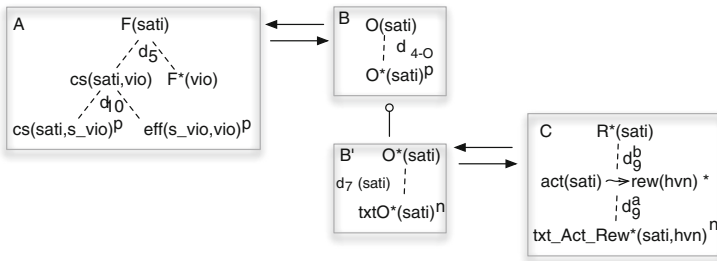 A
F(sati)
d5
cs(sati,vio) F*(vio)
d10
cs(sati,s_vio)p eff(s_vio,vio)p
B
O(sati)
d 4-O
O*(sati)p
B' O*(sati)
d7 (sati)
txtO*(sati)n
C
R*(sati)
d9b
act(sati) rew(hvn) *
d9a
txt_Act_Rew*(sati,hvn)n